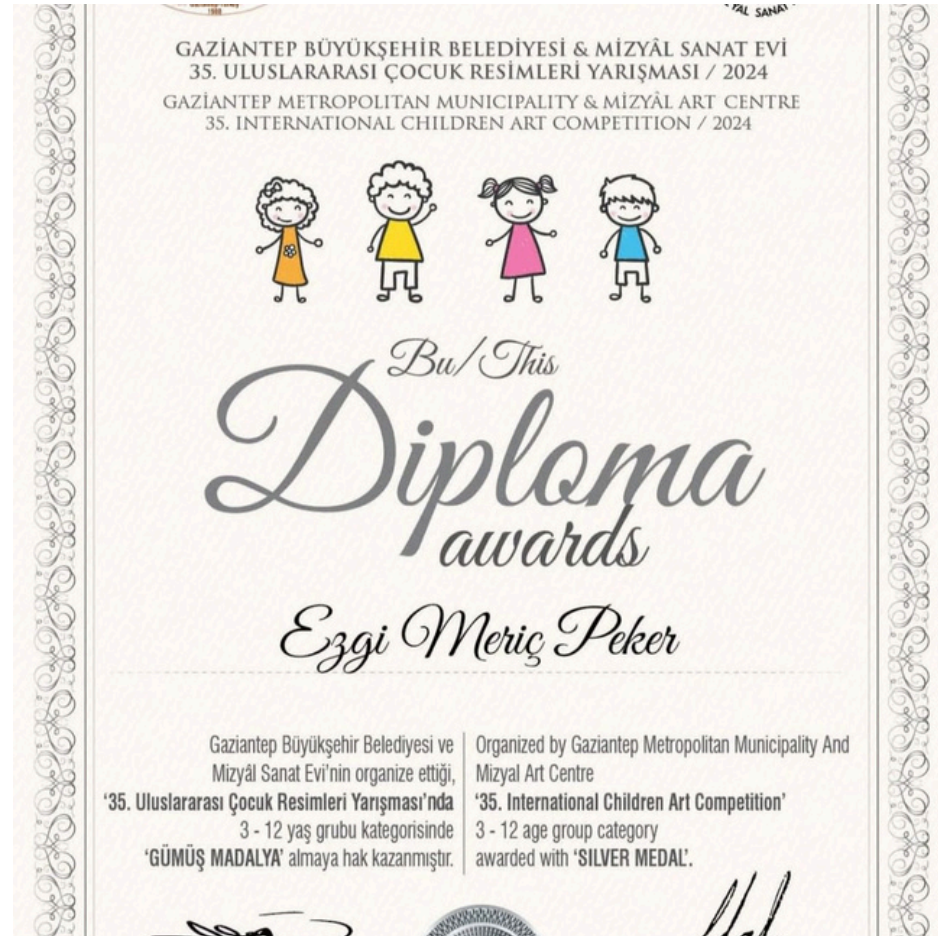 1989
TAL SANAT
GAZİANTEP BÜYÜKŞEHİR BELEDİYESİ & MİZYÂL SANAT EVİ
35. ULUSLARARASI ÇOCUK RESİMLERİ YARIŞMASI / 2024
GAZİANTEP METROPOLITAN MUNICIPALITY & MİZYÂL ART CENTRE
35. INTERNATIONAL CHILDREN ART COMPETITION / 2024
Bu/This
Diploma
awards
Ezgi Meriç Peker
Gaziantep Büyükşehir Belediyesi ve
Mizyâl Sanat Evi'nin organize ettiği,
'35. Uluslararası Çocuk Resimleri Yarışması'nda
3 - 12 yaş grubu kategorisinde
'GÜMÜŞ MADALYA' almaya hak kazanmıştır.
Organized by Gaziantep Metropolitan Municipality And
Mizyal Art Centre
'35. International Children Art Competition'
3 - 12 age group category
awarded with 'SILVER MEDAL'.